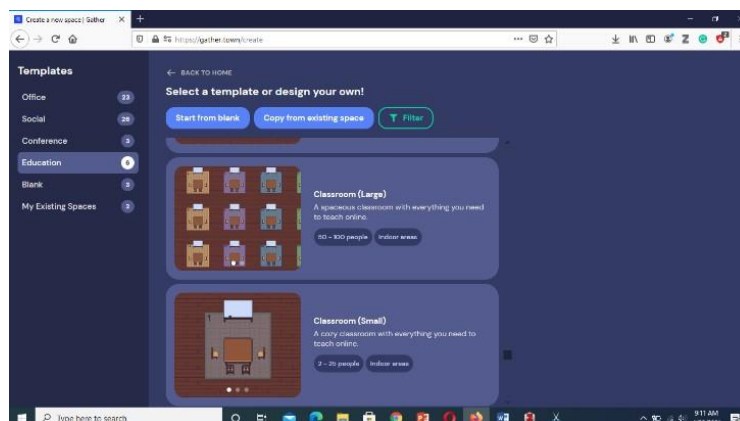 Create a new space | Gather
https://gather.town/create
Templates
Office 23
Social
Conference 3
Education 6
Blank 3
My Existing Spaces 3
← BACK TO HOME
Select a template or design your own!
Start from blank Copy from existing space Filter
Classroom (Large)
A spaceous classroom with everything you need
to teach online.
50 - 100 people Indoor areas
Classroom (Small)
A cozy classroom with everything you need to
teach online.
2 - 25 people Indoor areas
Type here to search
9:11 AM